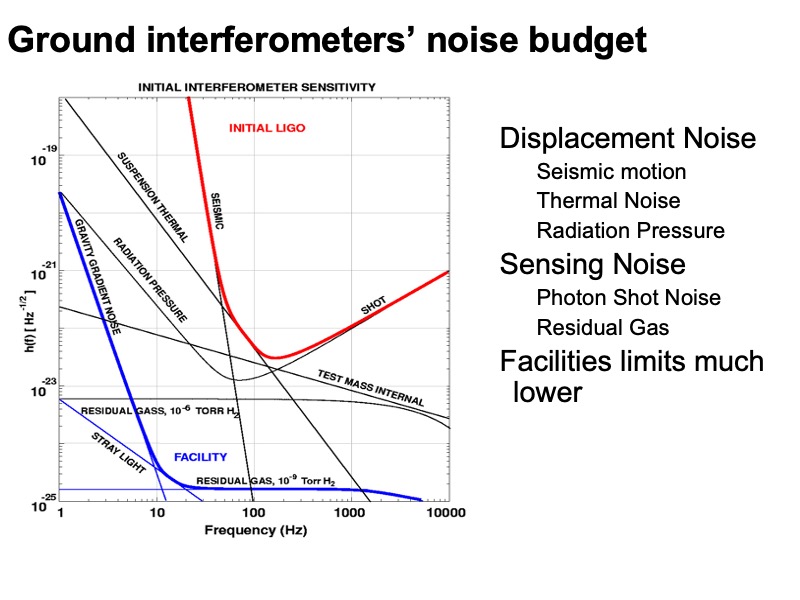 Ground interferometers’ noise budget
INITIAL INTERFEROMETER SENSITIVITY
INITIAL LIGO
SUSPENSION THERMAL
SEISMIC
GRAVITY GRADIENT NOISE
RADIATION PRESSURE
SHOT
TEST MASS INTERNAL
RESIDUAL GASS, 10-6 TORR H2
STRAY LIGHT
FACILITY
RESIDUAL GAS, 10-9 Torr H2
10-19
10-21
10-23
10-25
h(f) [ Hz -1/2 ]
1 10 100 1000 10000
Frequency (Hz)
Displacement Noise
Seismic motion
Thermal Noise
Radiation Pressure
Sensing Noise
Photon Shot Noise
Residual Gas
Facilities limits much
lower